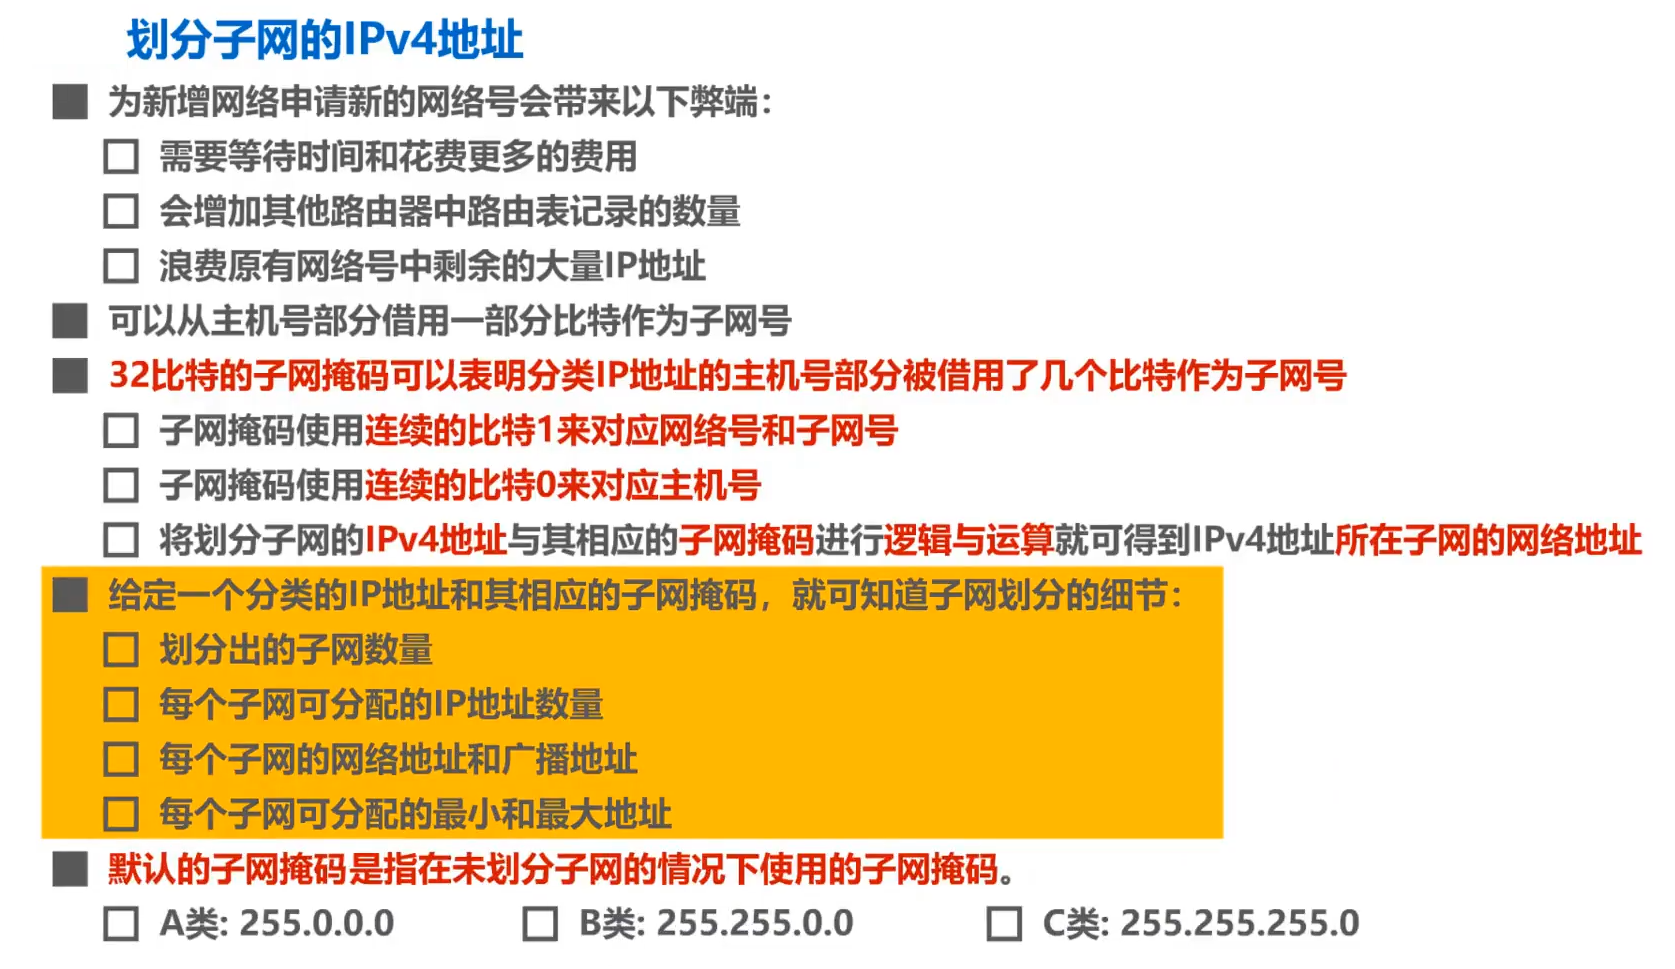 划分子网的IPv4地址
为新增网络申请新的网络号会带来以下弊端：
需要等待时间和花费更多的费用
会增加其他路由器中路由表记录的数量
浪费原有网络号中剩余的大量IP地址
可以从主机号部分借用一部分比特作为子网号
32比特的子网掩码可以表明分类IP地址的主机号部分被借用了几个比特作为子网号
子网掩码使用连续的比特1来对应网络号和子网号
子网掩码使用连续的比特0来对应主机号
将划分子网的IPv4地址与其相应的子网掩码进行逻辑与运算就可得到IPv4地址所在子网的网络地址
给定一个分类的IP地址和其相应的子网掩码，就可知道子网划分的细节：
划分出的子网数量
每个子网可分配的IP地址数量
每个子网的网络地址和广播地址
每个子网可分配的最小和最大地址
默认的子网掩码是指在未划分子网的情况下使用的子网掩码。
A类: 255.0.0.0 B类: 255.255.0.0 C类: 255.255.255.0